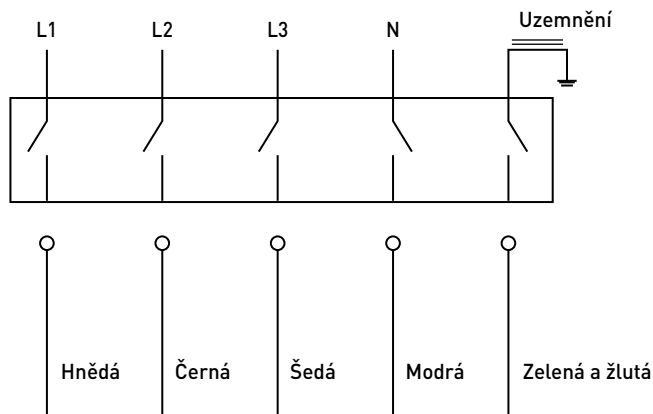 Uzemnění
L1
L2
L3
N
Hnědá
Černá
Šedá
Modrá
Zelená a žlutá